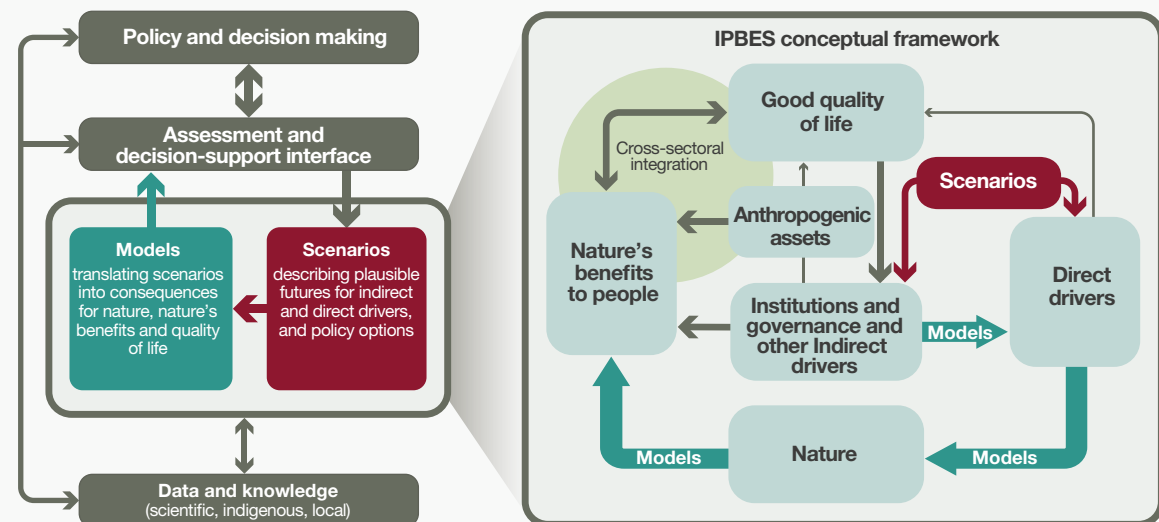 Policy and decision making
Assessment and
decision-support interface
Models
translating scenarios
into consequences
for nature, nature's
benefits and quality
of life
Scenarios
describing plausible
futures for indirect
and direct drivers,
and policy options
Data and knowledge
(scientific, indigenous, local)
IPBES conceptual framework
Good quality
of life
Cross-sectoral
integration
Scenarios
Anthropogenic
assets
Nature's
benefits
to people
Direct
drivers
Institutions and
governance and
other Indirect
drivers
Models
Nature
Models
Models